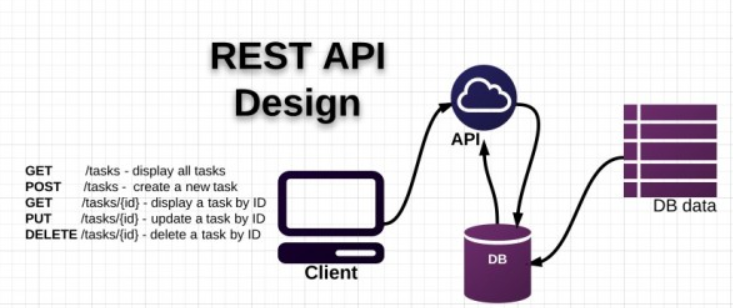 REST API
Design
API
GET /tasks - display all tasks
POST /tasks - create a new task
GET /tasks/{id} - display a task by ID
PUT /tasks/{id} - update a task by ID
DELETE /tasks/{id} - delete a task by ID
Client
DB
DB data